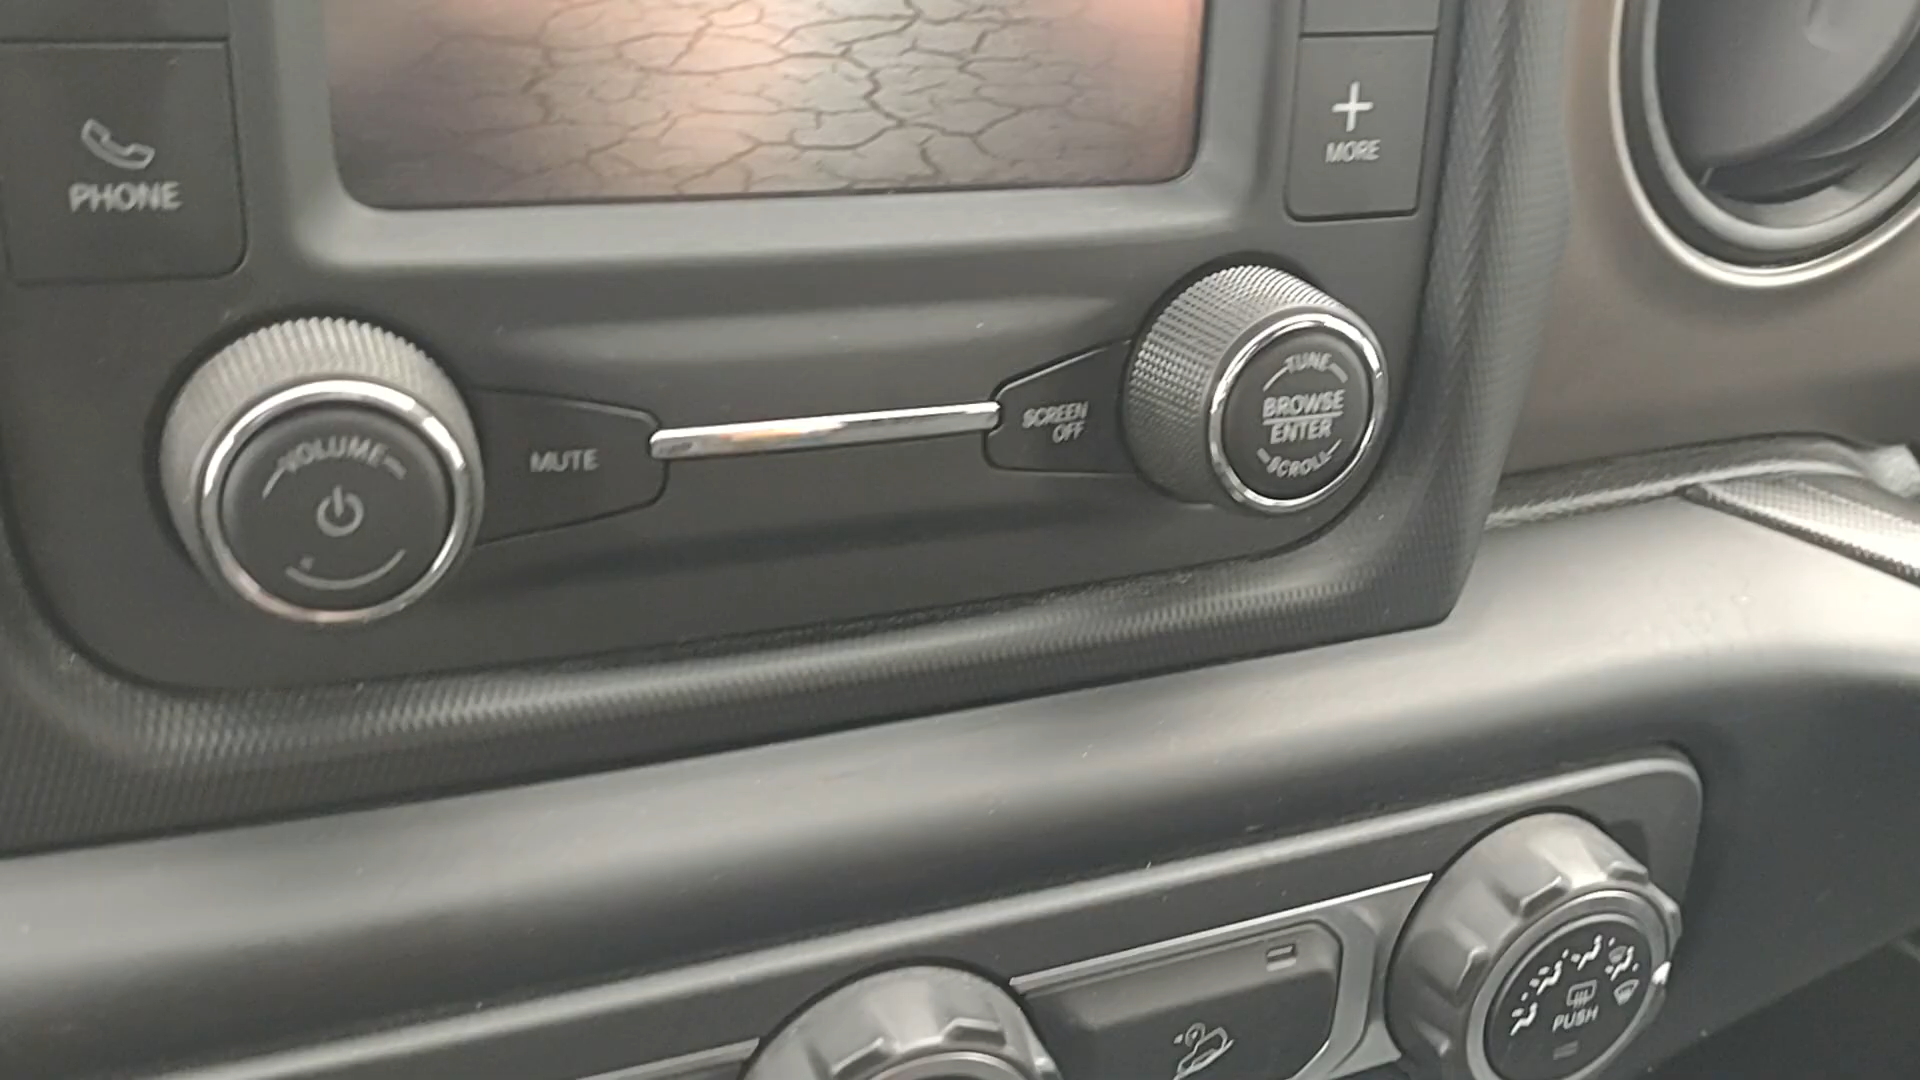 PHONE
MORE
VOLUME
MUTE
SCREEN
OFF
TUNE
BROWSE
ENTER
SCROLL
PUSH